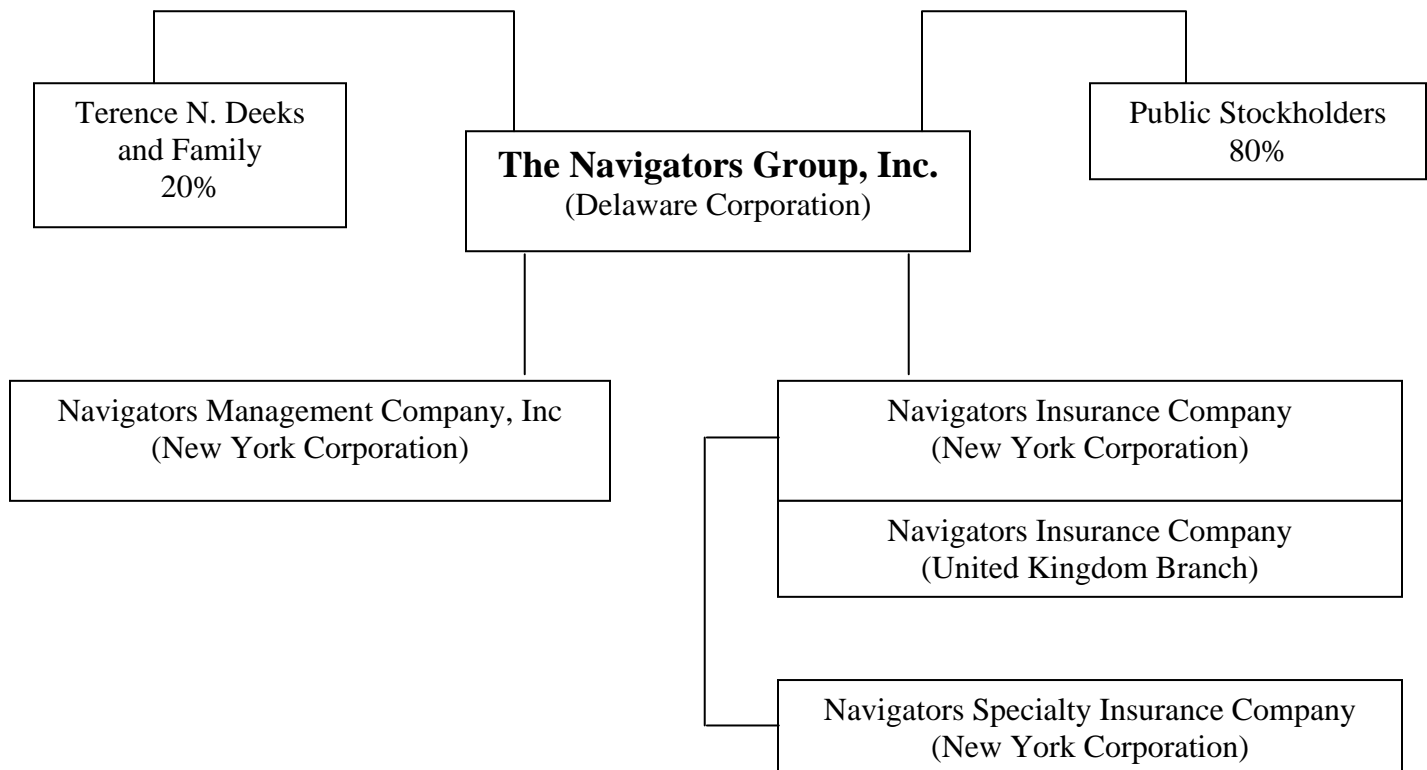 Terence N. Deeks
and Family
20%
The Navigators Group, Inc.
(Delaware Corporation)
Public Stockholders
80%
Navigators Management Company, Inc
(New York Corporation)
Navigators Insurance Company
(New York Corporation)
Navigators Insurance Company
(United Kingdom Branch)
Navigators Specialty Insurance Company
(New York Corporation)